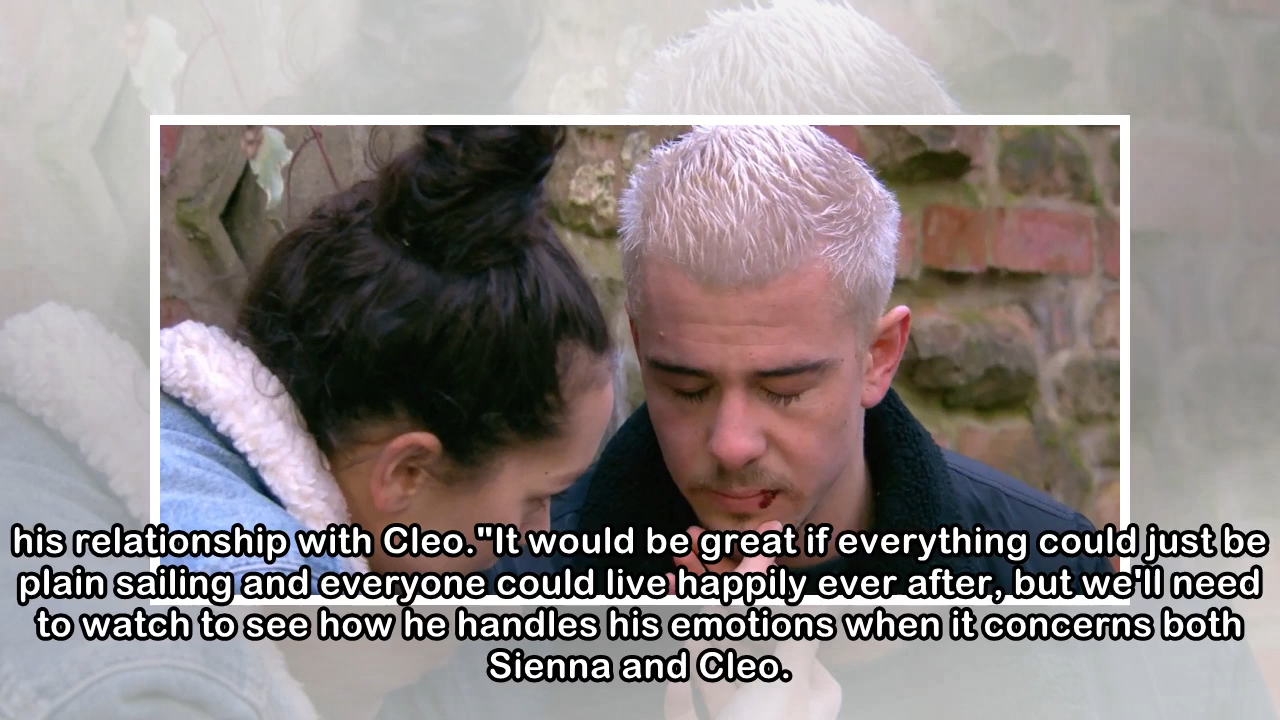 his relationship with Cleo."It would be great if everything could just be
plain sailing and everyone could live happily ever after, but we'll need
to watch to see how he handles his emotions when it concerns both
Sienna and Cleo.